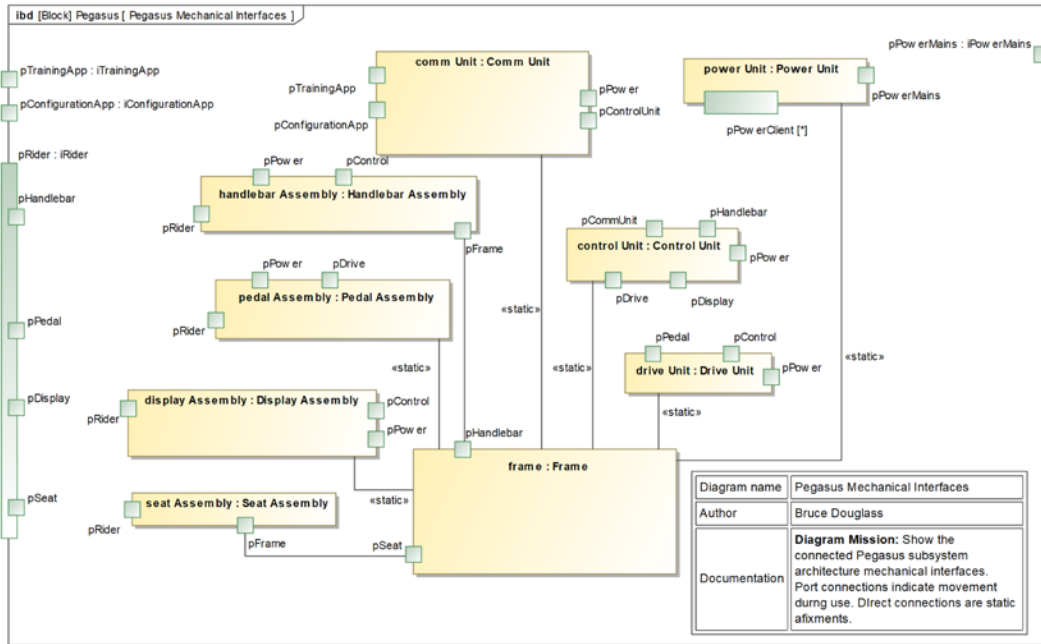 ibd [Block] Pegasus [ Pegasus Mechanical Interfaces ]
pTrainingApp : iTrainingApp
pConfigurationApp : iConfigurationApp
pRider : iRider
pHandlebar
pPedal
pDisplay
pSeat
comm Unit : Comm Unit
pTrainingApp
pConfigurationApp
pPower
pControlUnit
power Unit : Power Unit
pPowerMains : iPowerMains
pPowerMains
pPowerClient [*]
pPower
pControl
handlebar Assembly : Handlebar Assembly
pRider
pFrame
pCommUnit
pHandlebar
control Unit : Control Unit
pPower
pDrive
pDisplay
pPower
pDrive
pedal Assembly : Pedal Assembly
pRider
«static»
«static»
«static»
«static»
pPedal
pControl
drive Unit : Drive Unit
pPower
«static»
display Assembly : Display Assembly
pRider
pControl
pPower
«static»
pHandlebar
frame : Frame
seat Assembly : Seat Assembly
pRider
pFrame
pSeat
Diagram name
Pegasus Mechanical Interfaces
Author
Bruce Douglass
Documentation
Diagram Mission: Show the
connected Pegasus subsystem
architecture mechanical interfaces.
Port connections indicate movement
durng use. DIrect connections are static
afixments.